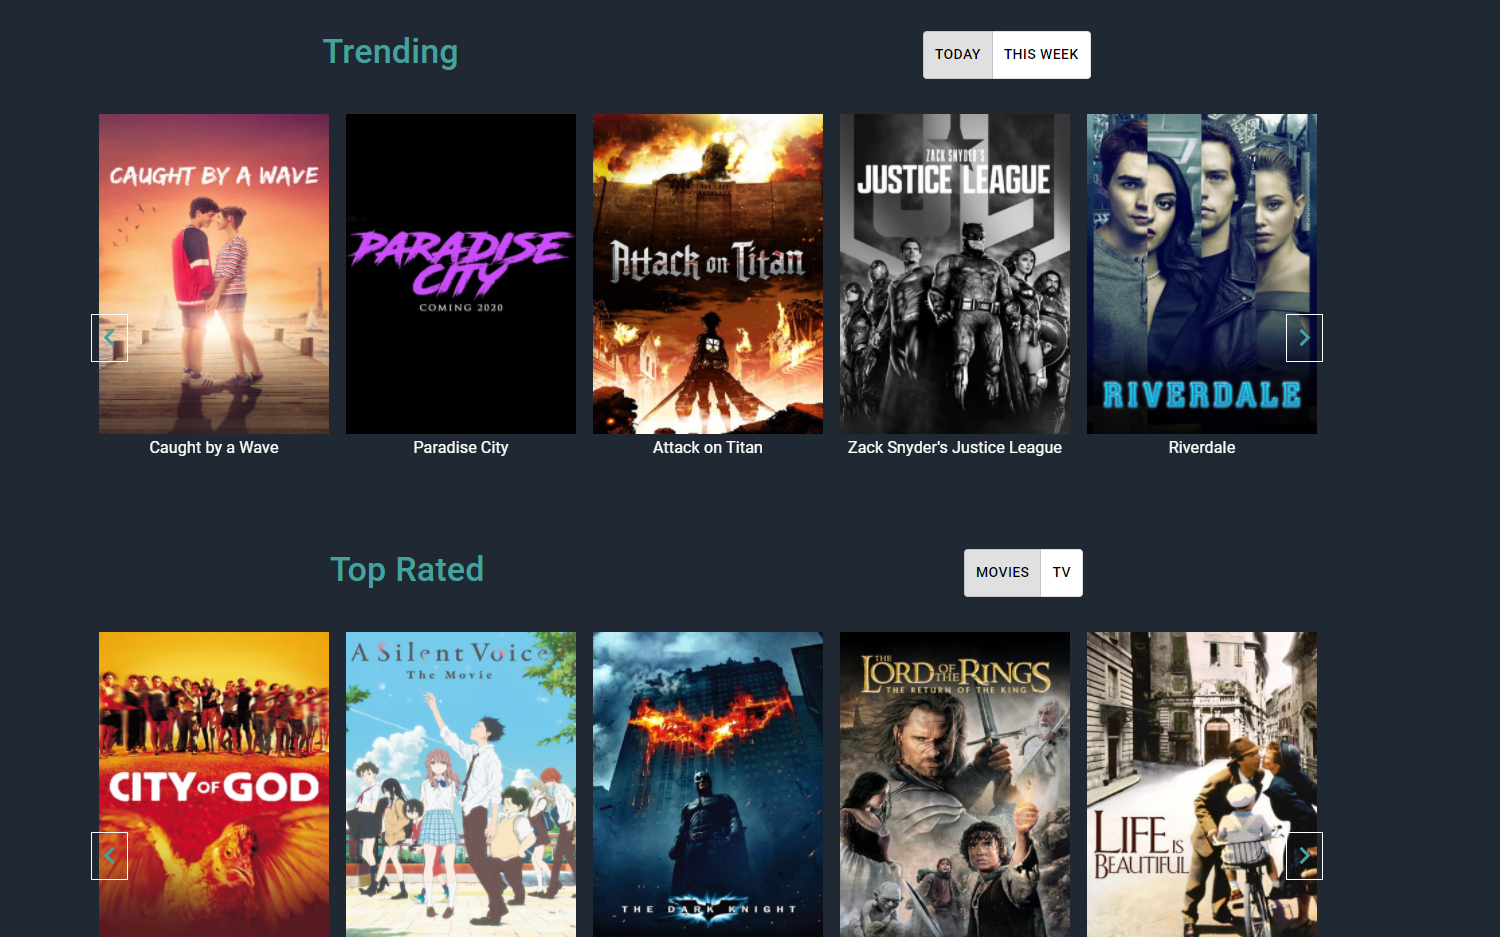 Trending
TODAY
THIS WEEK
CAUGHT BY A WAVE
PARADISE
CITY
COMING 2020
Attack on Titan
ZACK SNYDER'S
JUSTICE LEAGUE
RIVERDALE
Caught by a Wave
Paradise City
Attack on Titan
Zack Snyder's Justice League
Riverdale
Top Rated
MOVIES
TV
CITY OF GOD
A Silent Voice
The Movie
THE DARK KNIGHT
THE
LORD OF THE RINGS
THE RETURN OF THE KING
LIFE IS
BEAUTIFUL